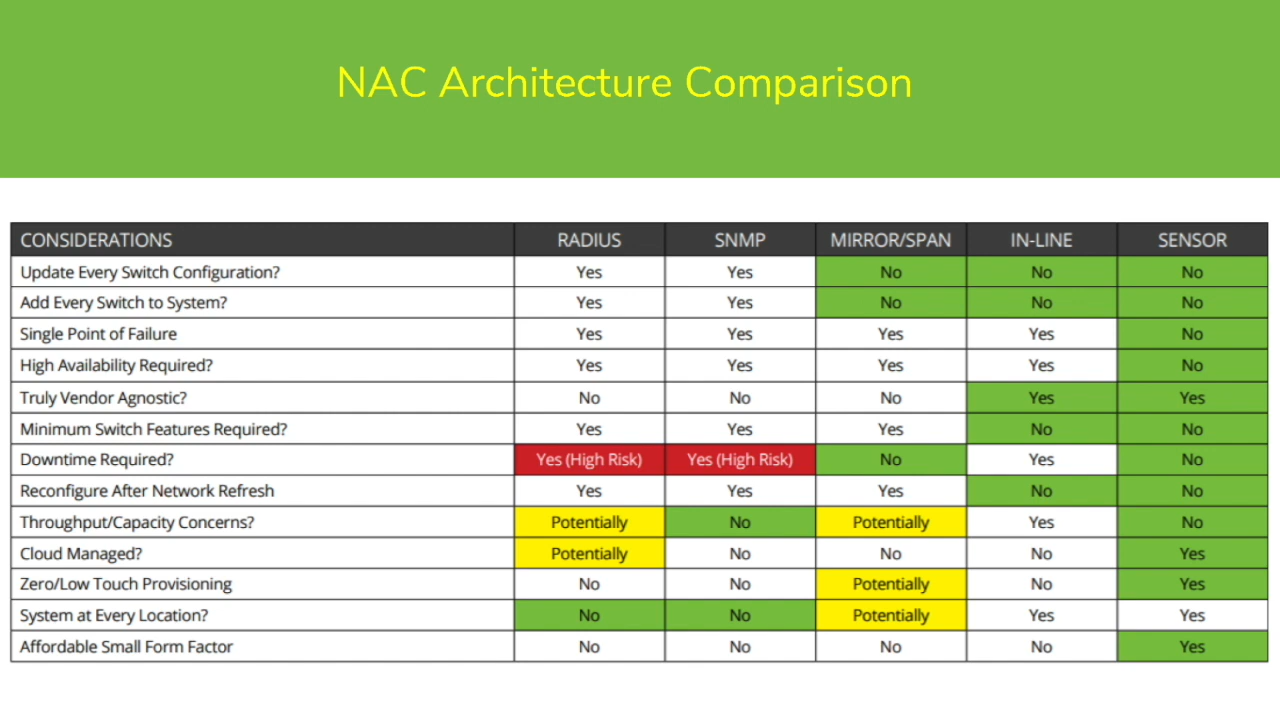 NAC Architecture Comparison
CONSIDERATIONS RADIUS SNMP MIRROR/SPAN IN-LINE SENSOR
Update Every Switch Configuration? Yes Yes No No No
Add Every Switch to System? Yes Yes No No No
Single Point of Failure Yes Yes Yes Yes No
High Availability Required? Yes Yes Yes Yes No
Truly Vendor Agnostic? No No No Yes Yes
Minimum Switch Features Required? Yes Yes Yes No No
Downtime Required? Yes (High Risk) Yes (High Risk) No Yes No
Reconfigure After Network Refresh Yes Yes Yes No No
Throughput/Capacity Concerns? Potentially No Potentially Yes No
Cloud Managed? Potentially No No No Yes
Zero/Low Touch Provisioning No No Potentially No Yes
System at Every Location? No No Potentially Yes Yes
Affordable Small Form Factor No No No No Yes